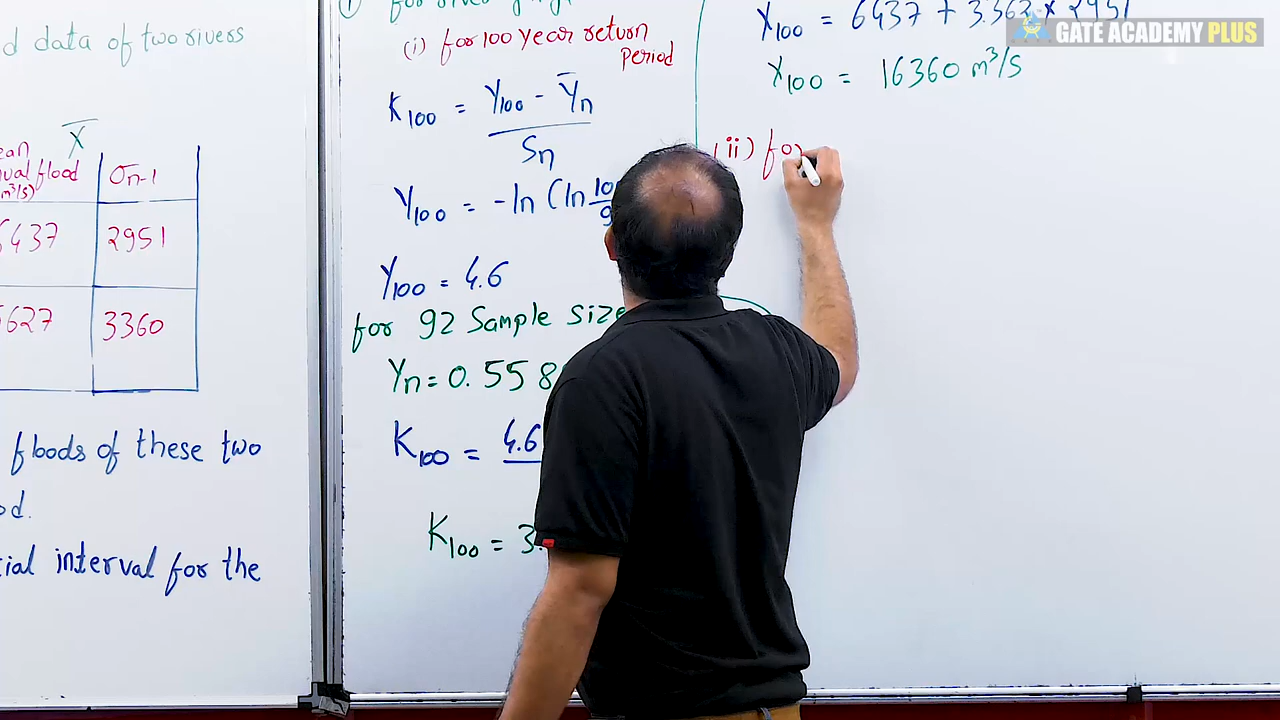 d data of two rivers
X̄
ean
ual flood
(m³/s)
σn-1
6437
2951
5627
3360
floods of these two
od.
cial interval for the
(i) for 100 year return
Period
K100 = Y100 - Ȳn
Sn
Y100 = -ln (ln 10
9
Y100 = 4.6
for 92 Sample Size
Yn = 0.558
K100 = 4.6
K100 = 3.
X100 = 6437 + 3.363 × 2951
X100 = 16360 m³/s
(ii) for
GATE ACADEMY PLUS